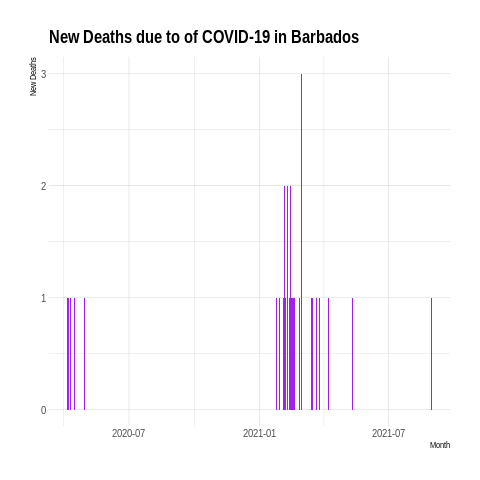 New Deaths due to of COVID-19 in Barbados
New Deaths
3
2
1
0
2020-07
2021-01
2021-07
Month